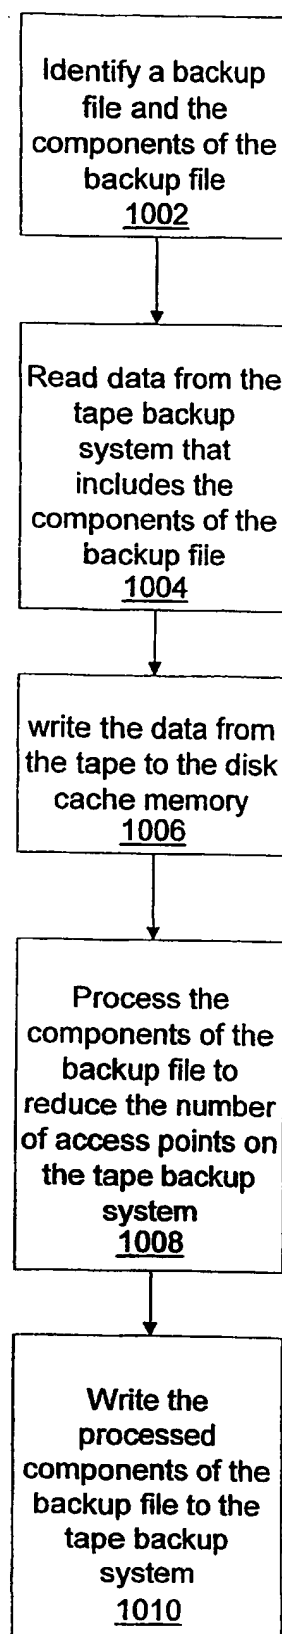 Identify a backup
file and the
components of the
backup file
1002
Read data from the
tape backup
system that
includes the
components of the
backup file
1004
write the data from
the tape to the disk
cache memory
1006
Process the
components of the
backup file to
reduce the number
of access points on
the tape backup
system
1008
Write the
processed
components of the
backup file to the
tape backup
system
1010